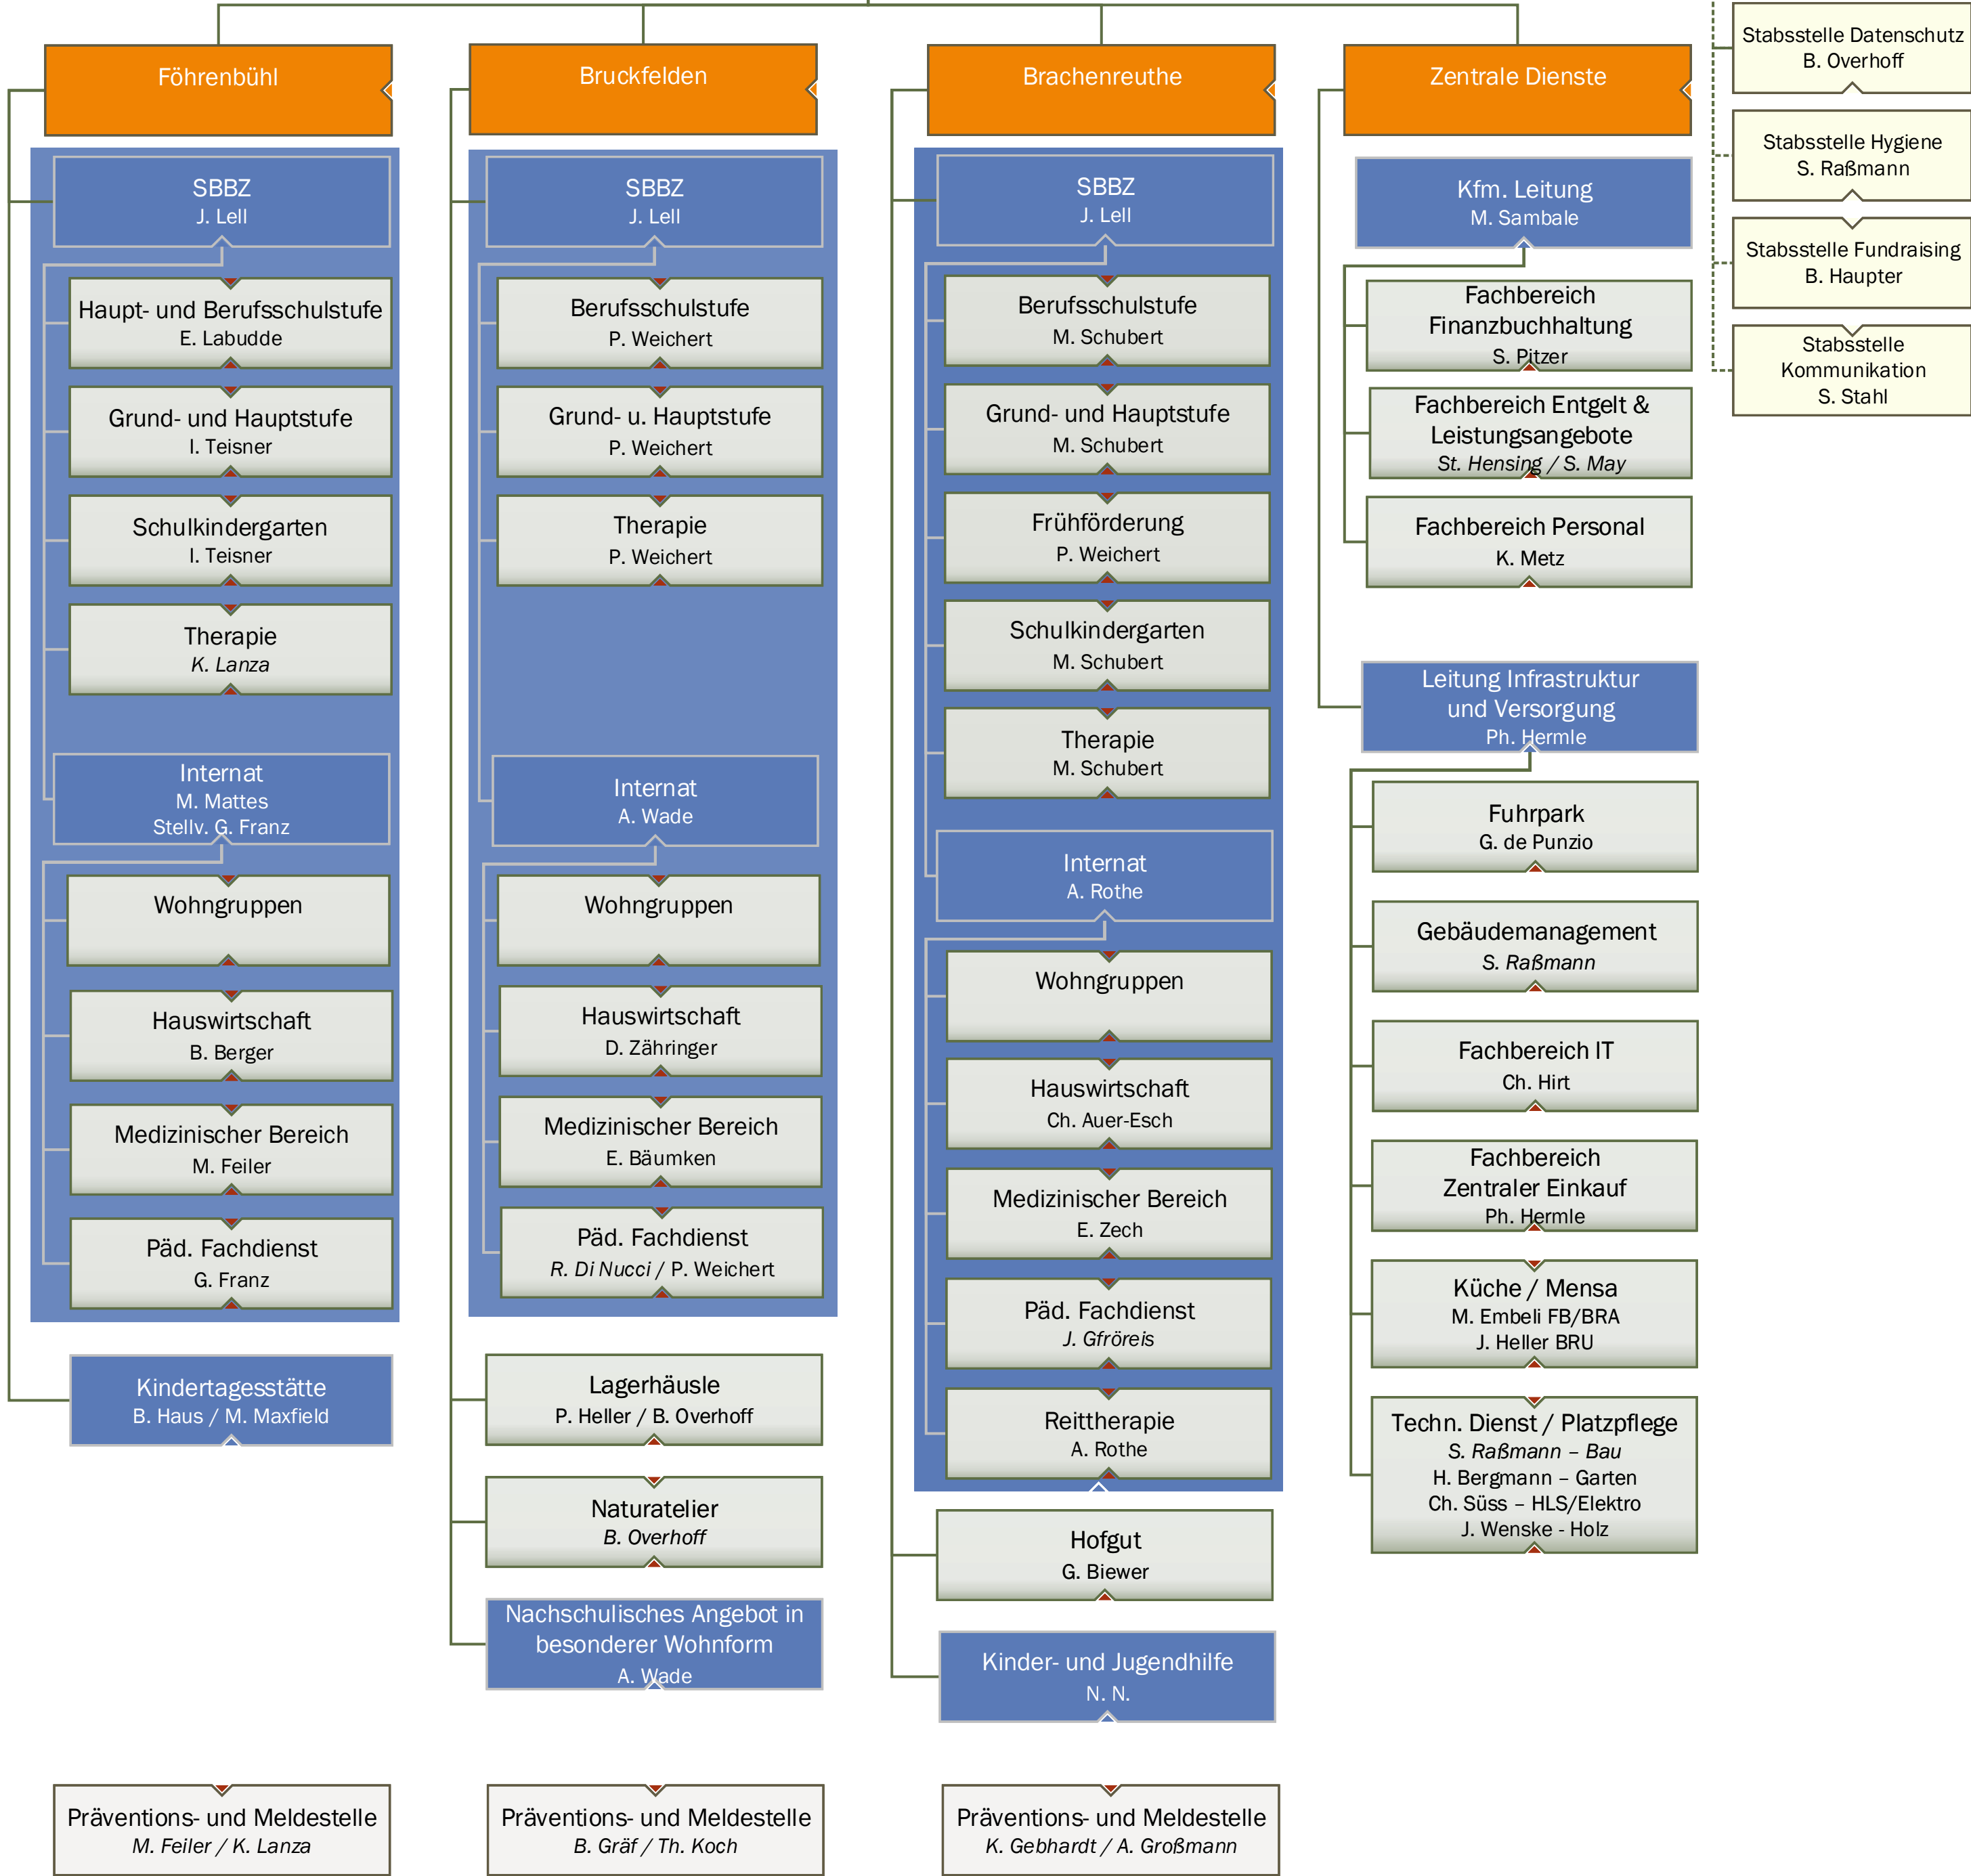 Föhrenbühl
SBBZ
J. Lell
Haupt- und Berufsschulstufe
E. Labudde
Grund- und Hauptstufe
I. Teisner
Schulkindergarten
I. Teisner
Therapie
K. Lanza
Internat
M. Mattes
Stellv. G. Franz
Wohngruppen
Hauswirtschaft
B. Berger
Medizinischer Bereich
M. Feiler
Päd. Fachdienst
G. Franz
Kindertagesstätte
B. Haus / M. Maxfield
Präventions- und Meldestelle
M. Feiler / K. Lanza
Bruckfelden
SBBZ
J. Lell
Berufsschulstufe
P. Weichert
Grund- u. Hauptstufe
P. Weichert
Therapie
P. Weichert
Internat
A. Wade
Wohngruppen
Hauswirtschaft
D. Zähringer
Medizinischer Bereich
E. Bäumken
Päd. Fachdienst
R. Di Nucci / P. Weichert
Lagerhäusle
P. Heller / B. Overhoff
Naturatelier
B. Overhoff
Nachschulisches Angebot in
besonderer Wohnform
A. Wade
Präventions- und Meldestelle
B. Gräf / Th. Koch
Brachenreuthe
SBBZ
J. Lell
Berufsschulstufe
M. Schubert
Grund- und Hauptstufe
M. Schubert
Frühförderung
P. Weichert
Schulkindergarten
M. Schubert
Therapie
M. Schubert
Internat
A. Rothe
Wohngruppen
Hauswirtschaft
Ch. Auer-Esch
Medizinischer Bereich
E. Zech
Päd. Fachdienst
J. Gfröreis
Reittherapie
A. Rothe
Hofgut
G. Biewer
Kinder- und Jugendhilfe
N. N.
Präventions- und Meldestelle
K. Gebhardt / A. Großmann
Zentrale Dienste
Kfm. Leitung
M. Sambale
Fachbereich
Finanzbuchhaltung
S. Pitzer
Fachbereich Entgelt &
Leistungsangebote
St. Hensing / S. May
Fachbereich Personal
K. Metz
Leitung Infrastruktur
und Versorgung
Ph. Hermle
Fuhrpark
G. de Punzio
Gebäudemanagement
S. Raßmann
Fachbereich IT
Ch. Hirt
Fachbereich
Zentraler Einkauf
Ph. Hermle
Küche / Mensa
M. Embeli FB/BRA
J. Heller BRU
Techn. Dienst / Platzpflege
S. Raßmann – Bau
H. Bergmann – Garten
Ch. Süss – HLS/Elektro
J. Wenske - Holz
Stabsstelle Datenschutz
B. Overhoff
Stabsstelle Hygiene
S. Raßmann
Stabsstelle Fundraising
B. Haupter
Stabsstelle
Kommunikation
S. Stahl